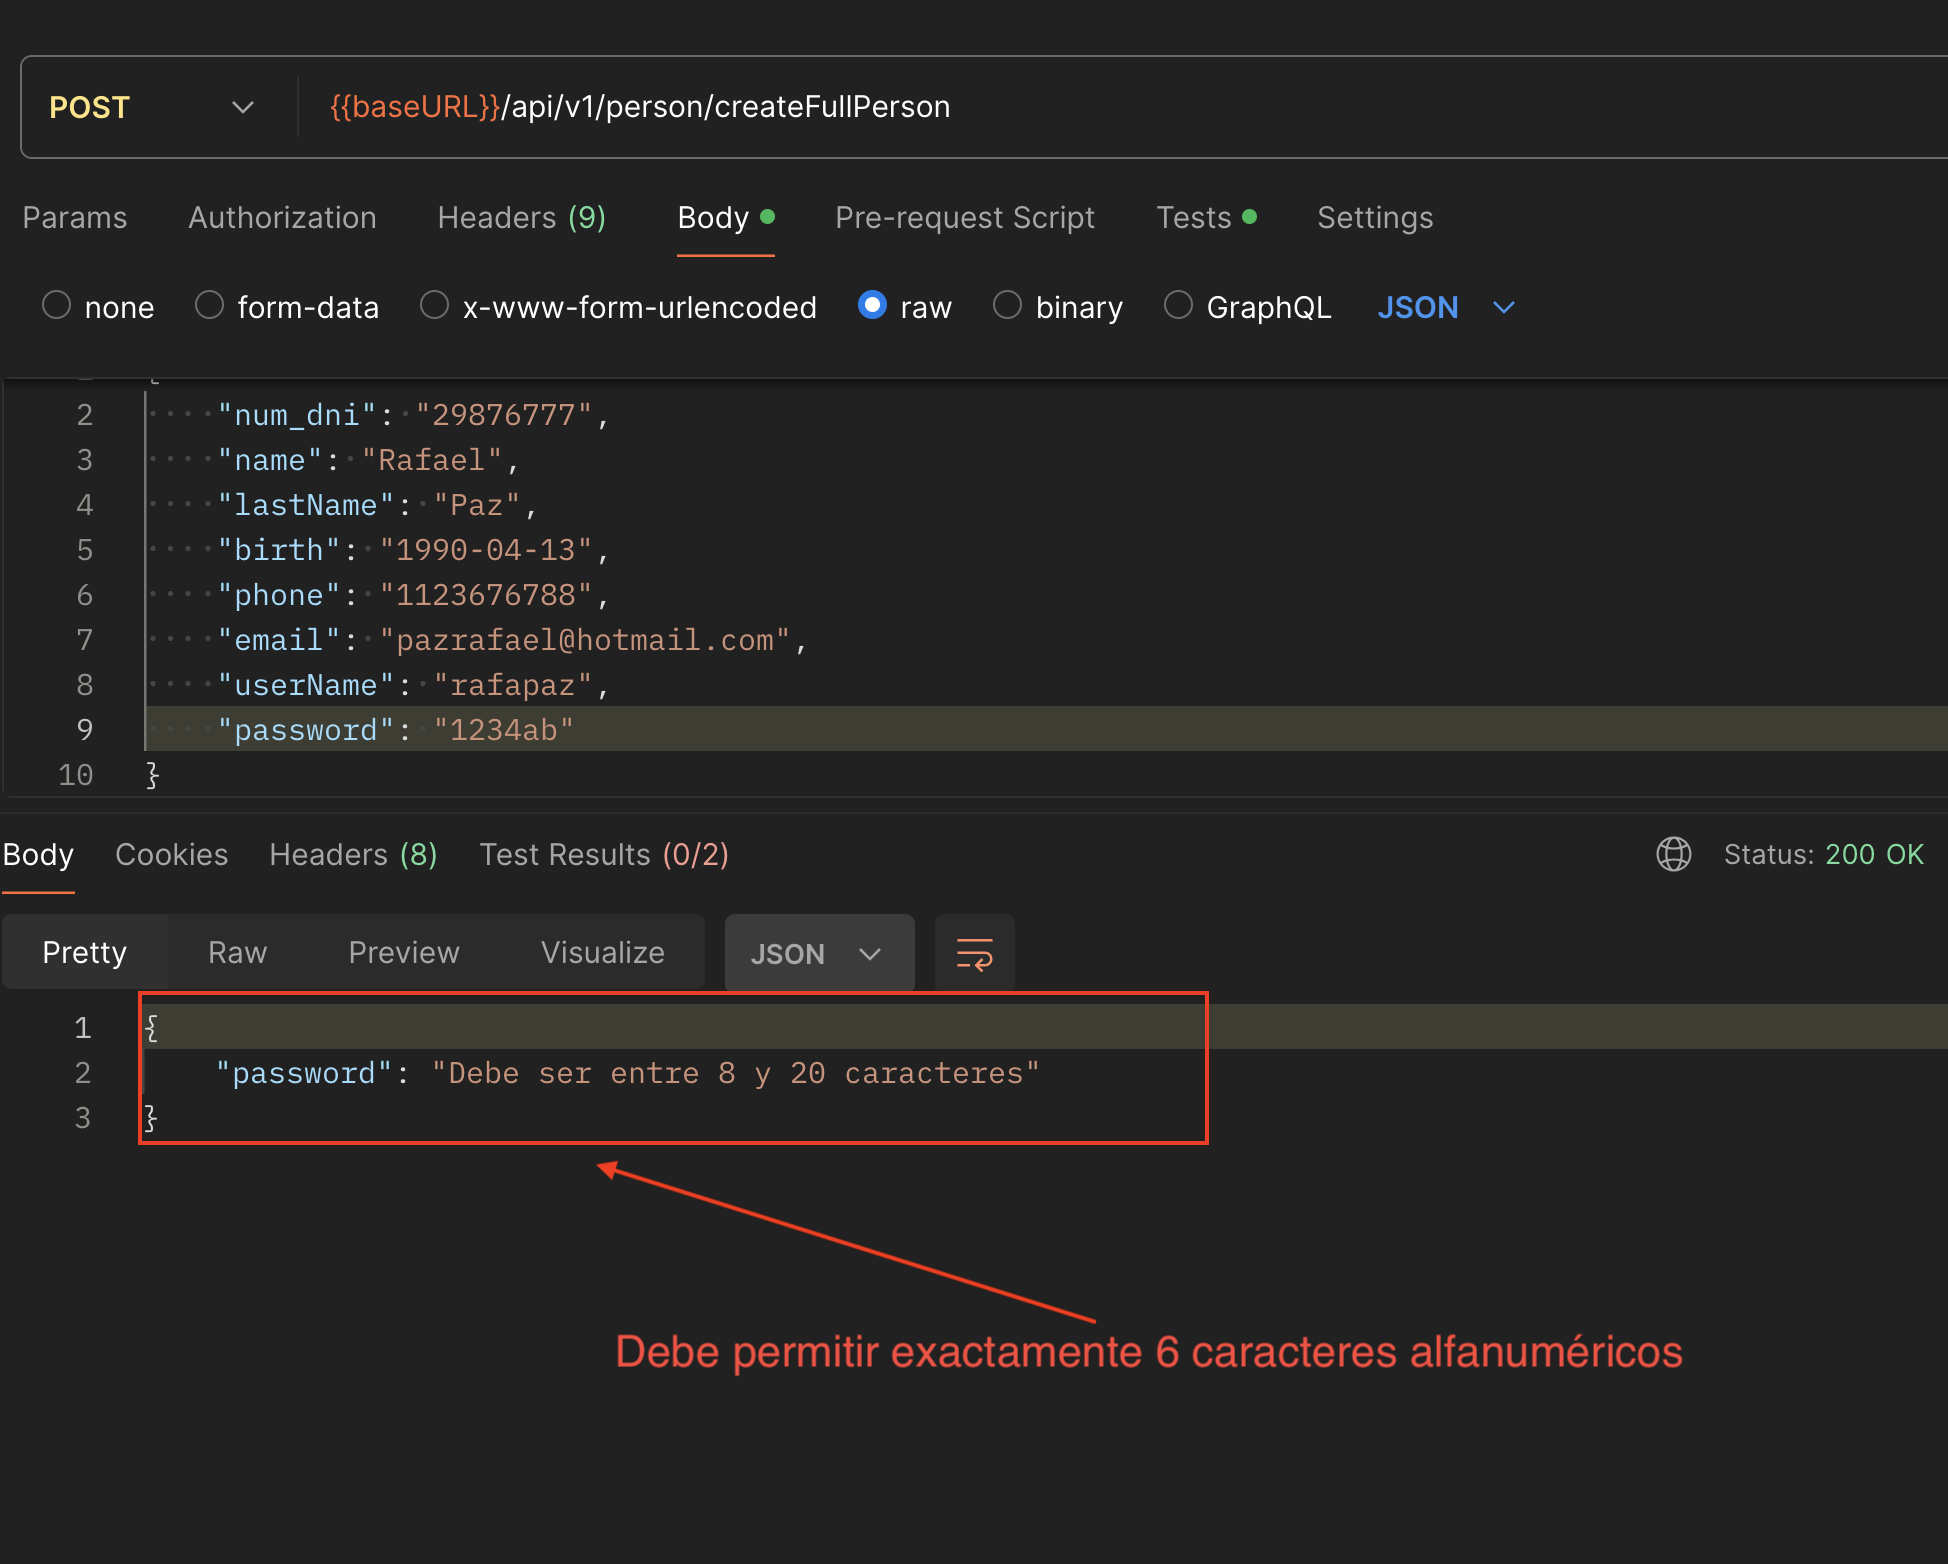 POST {{baseURL}}/api/v1/person/createFullPerson
Params Authorization Headers (9) Body Pre-request Script Tests Settings
none form-data x-www-form-urlencoded raw binary GraphQL JSON
{
2 "num_dni": "29876777",
3 "name": "Rafael",
4 "lastName": "Paz",
5 "birth": "1990-04-13",
6 "phone": "1123676788",
7 "email": "pazrafael@hotmail.com",
8 "userName": "rafapaz",
9 "password": "1234ab"
10 }
Body Cookies Headers (8) Test Results (0/2) Status: 200 OK
Pretty Raw Preview Visualize JSON
1 {
2 "password": "Debe ser entre 8 y 20 caracteres"
3 }
Debe permitir exactamente 6 caracteres alfanuméricos